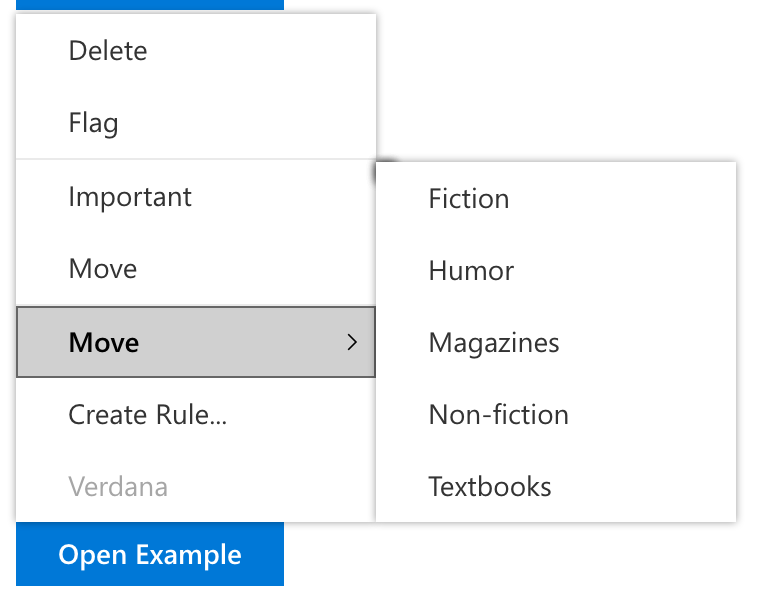 Delete
Flag
Important
Move
Move
Create Rule...
Verdana
Fiction
Humor
Magazines
Non-fiction
Textbooks
Open Example